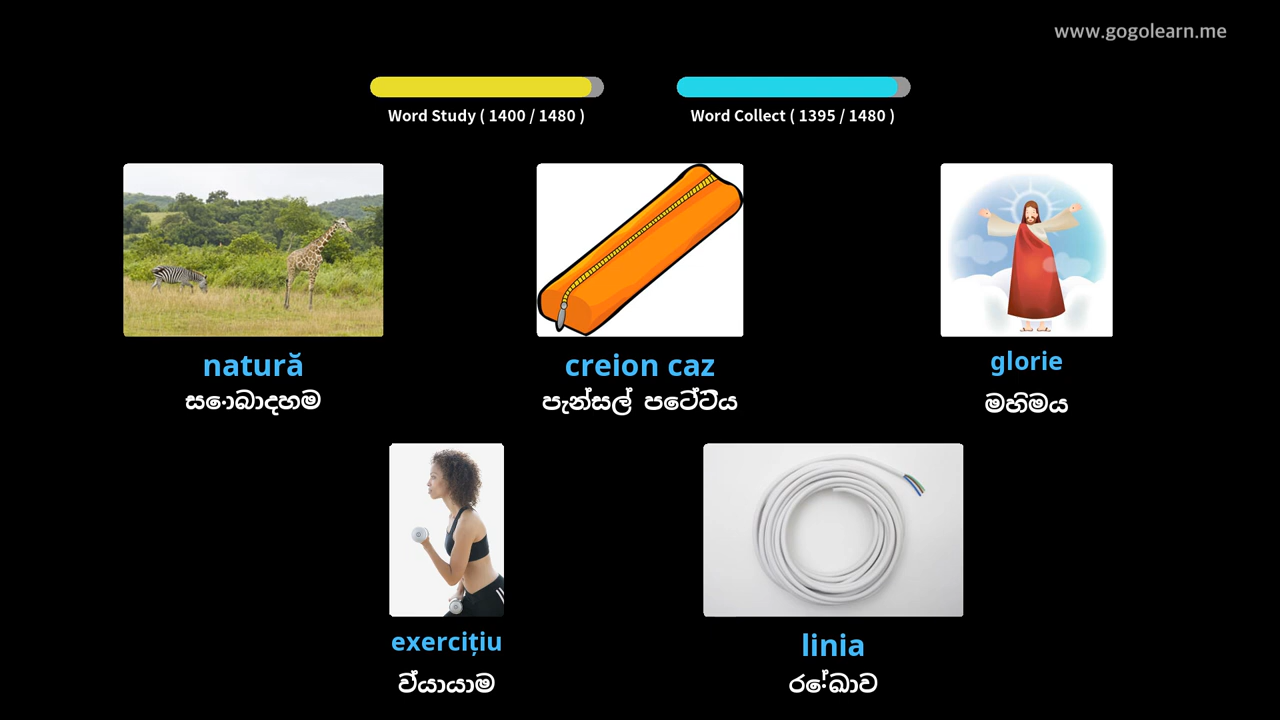 www.gogolearn.me
Word Study ( 1400 / 1480 )
Word Collect ( 1395 / 1480 )
natură
සොබාදහම
creion caz
පැන්සල් පෙට්ටිය
glorie
මහිමය
exercițiu
ව්යායාම
linia
රේඛාව